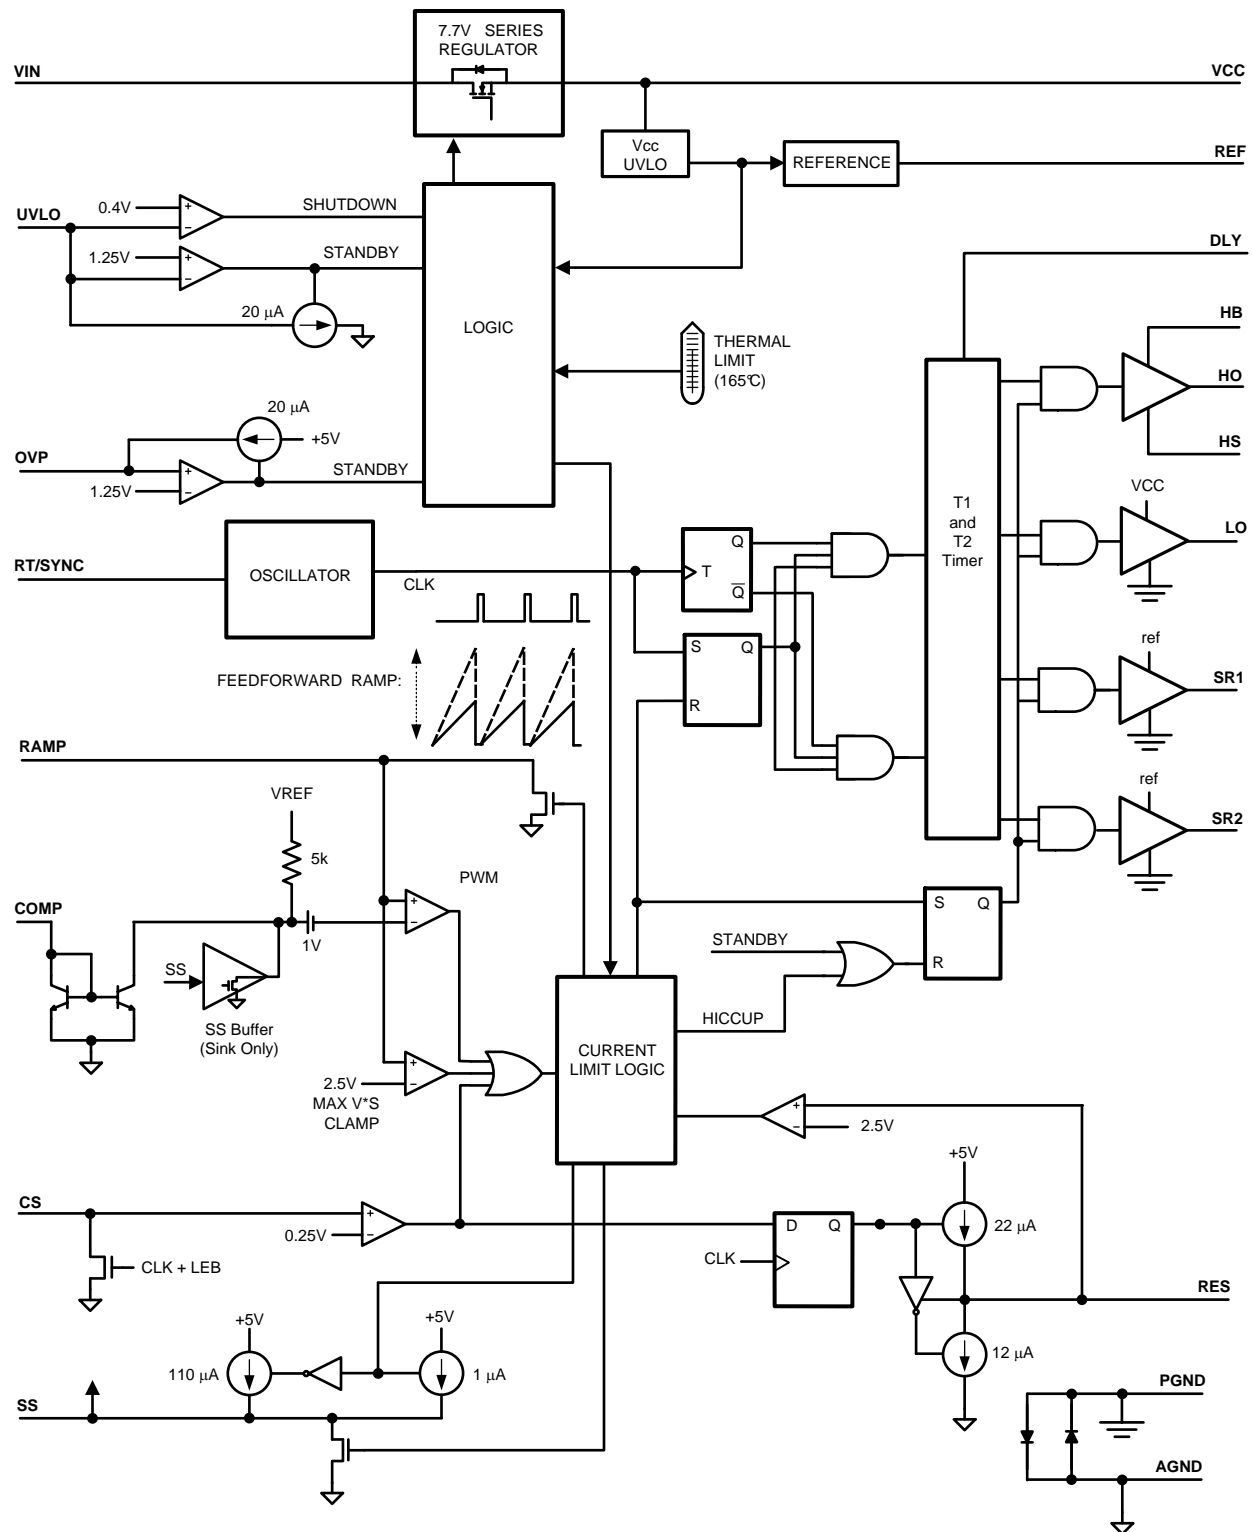 7.7V SERIES
REGULATOR
VIN
VCC
Vcc
UVLO
REFERENCE
REF
UVLO
0.4V
+
−
SHUTDOWN
1.25V
+
−
STANDBY
20 µA
LOGIC
DLY
THERMAL
LIMIT
(165°C)
HB
HO
HS
20 µA
+5V
OVP
+
−
1.25V
STANDBY
T1
and
T2
Timer
VCC
LO
RT/SYNC
OSCILLATOR
CLK
T
Q
Q
S
Q
R
FEEDFORWARD RAMP:
ref
SR1
RAMP
VREF
5k
ref
SR2
PWM
COMP
1V
+
−
SS
SS Buffer
(Sink Only)
STANDBY
S
Q
R
HICCUP
CURRENT
LIMIT LOGIC
+
−
2.5V
MAX V*S
CLAMP
+
−
2.5V
+5V
22 µA
CS
+
−
0.25V
D
Q
CLK
CLK + LEB
RES
12 µA
+5V
+5V
110 µA
1 µA
SS
PGND
AGND